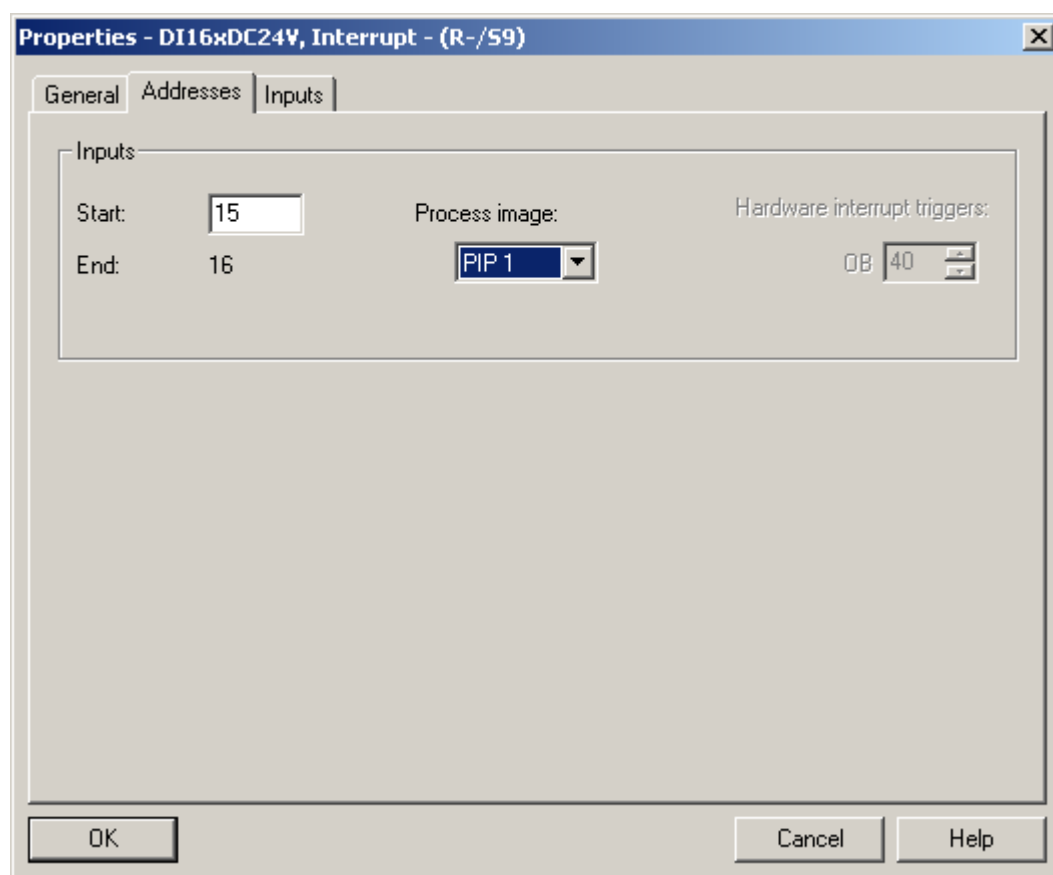 Properties - DI16xDC24V, Interrupt - (R-/S9)
General Addresses Inputs
Inputs
Start: 15 Process image: Hardware interrupt triggers:
End: 16 PIP 1 OB 40
OK Cancel Help